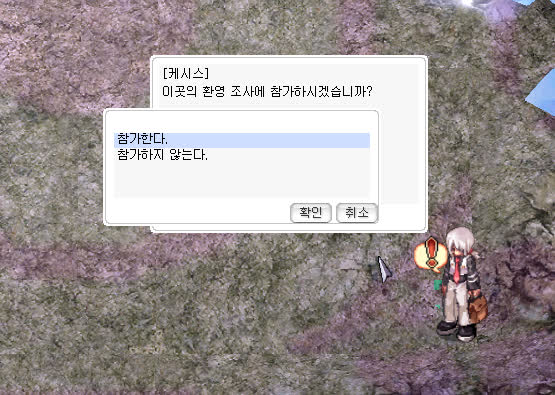 [케시스]
이곳의 환영 조사에 참가하시겠습니까?
참가한다.
참가하지 않는다.
확인 취소